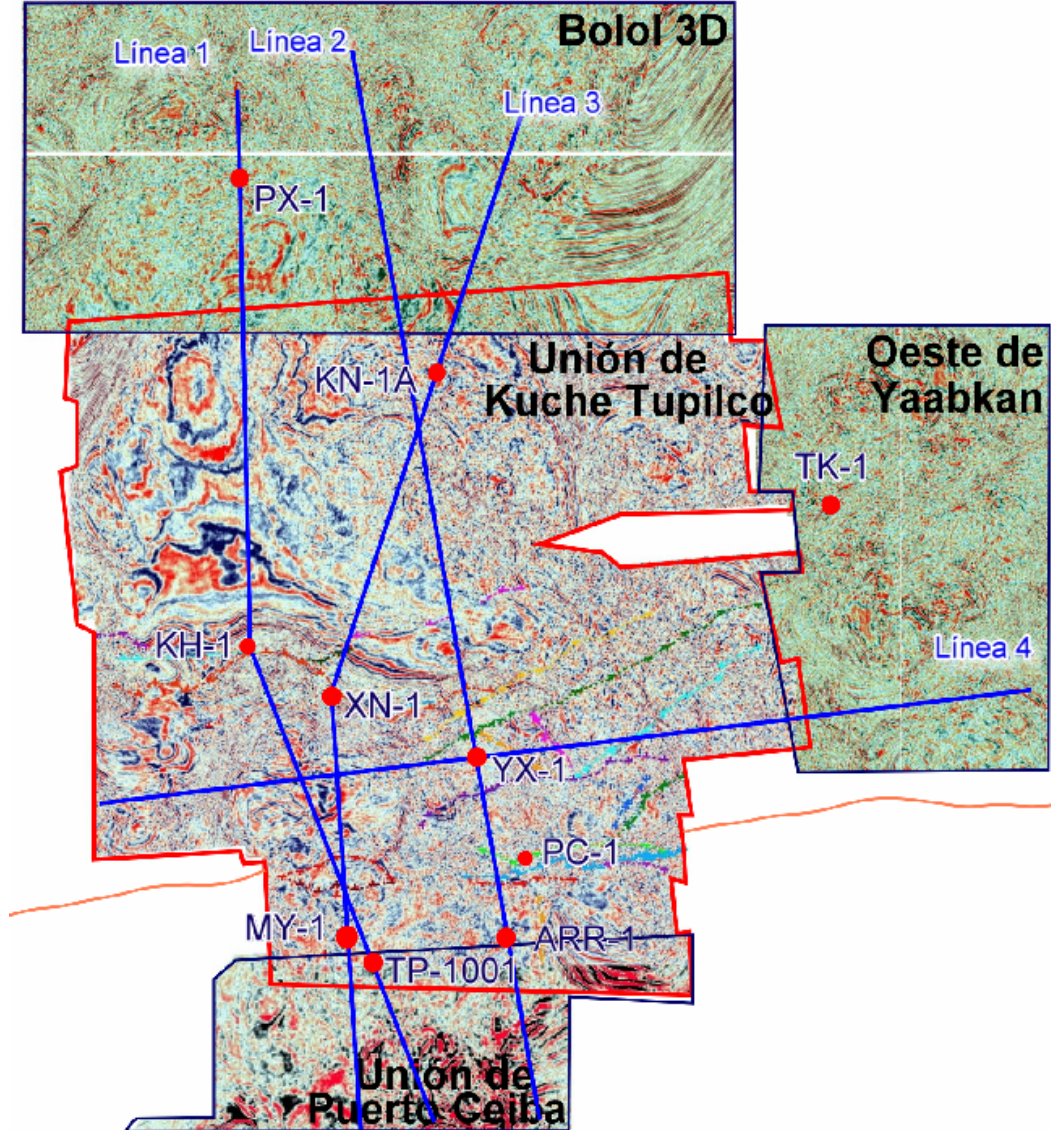 Bolol 3D
Línea 1
Línea 2
Línea 3
PX-1
Unión de
Kuche Tupilco
Oeste de
Yaabkan
KN-1A
TK-1
KH-1
Línea 4
XN-1
YX-1
PC-1
MY-1
ARR-1
TP-1001
Unión de
Puerto Ceiba